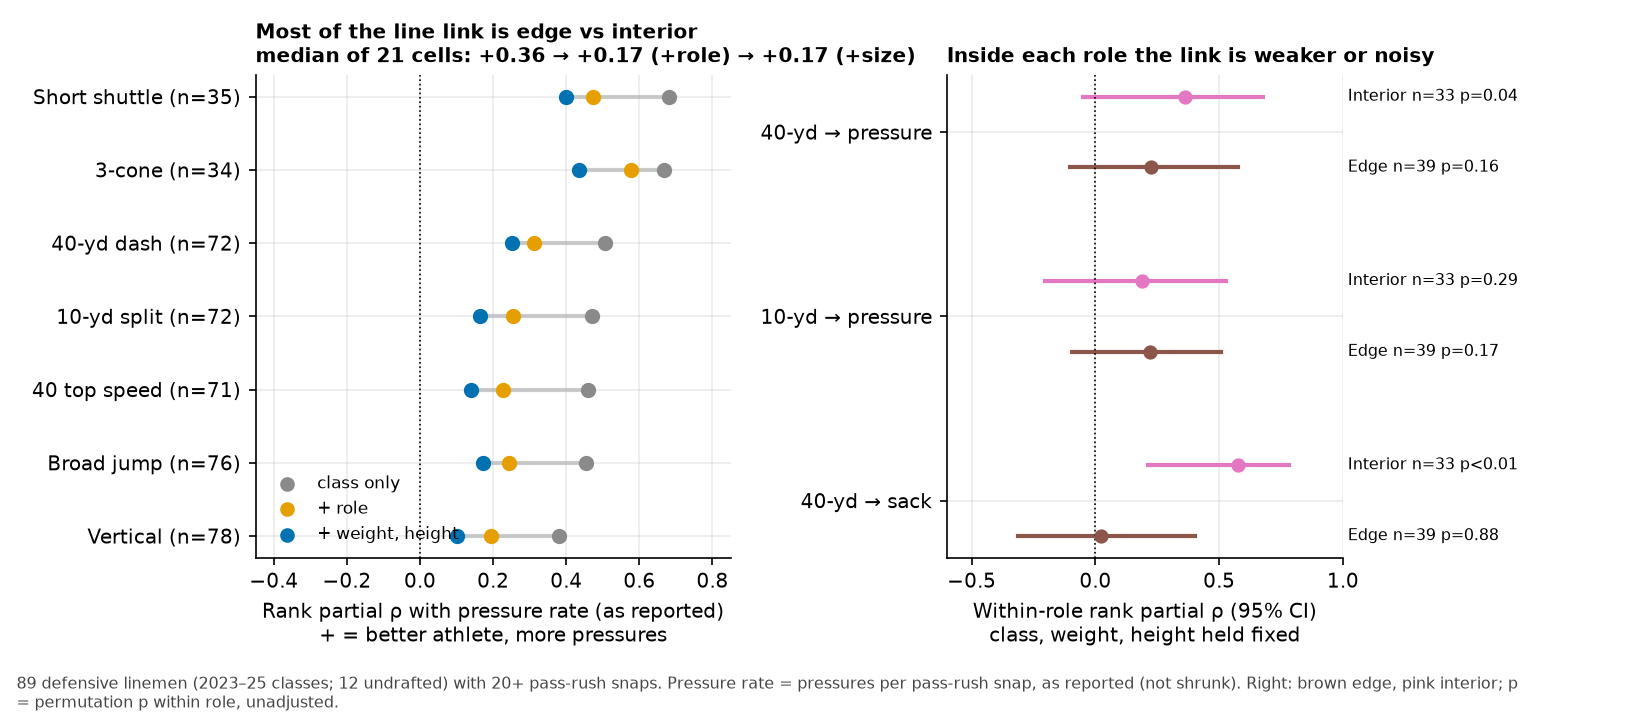 Most of the line link is edge vs interior
median of 21 cells: +0.36 → +0.17 (+role) → +0.17 (+size)
Short shuttle (n=35)
3-cone (n=34)
40-yd dash (n=72)
10-yd split (n=72)
40 top speed (n=71)
Broad jump (n=76)
Vertical (n=78)
class only
+ role
+ weight, height
−0.4 −0.2 0.0 0.2 0.4 0.6 0.8
Rank partial ρ with pressure rate (as reported)
+ = better athlete, more pressures
Inside each role the link is weaker or noisy
40-yd → pressure
10-yd → pressure
40-yd → sack
Interior n=33 p=0.04
Edge n=39 p=0.16
Interior n=33 p=0.29
Edge n=39 p=0.17
Interior n=33 p<0.01
Edge n=39 p=0.88
−0.5 0.0 0.5 1.0
Within-role rank partial ρ (95% CI)
class, weight, height held fixed
89 defensive linemen (2023–25 classes; 12 undrafted) with 20+ pass-rush snaps. Pressure rate = pressures per pass-rush snap, as reported (not shrunk). Right: brown edge, pink interior; p
= permutation p within role, unadjusted.